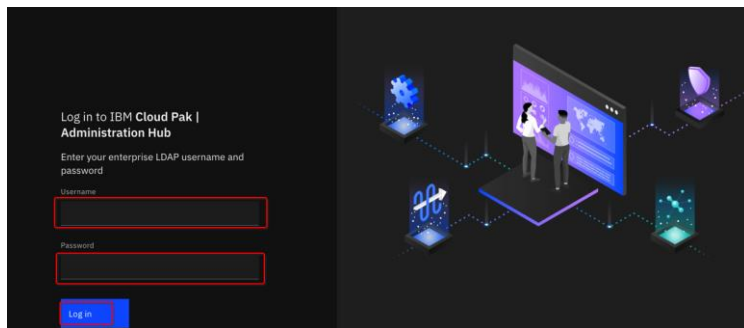 Log in to IBM Cloud Pak |
Administration Hub
Enter your enterprise LDAP username and
password
Username
Password
Log in